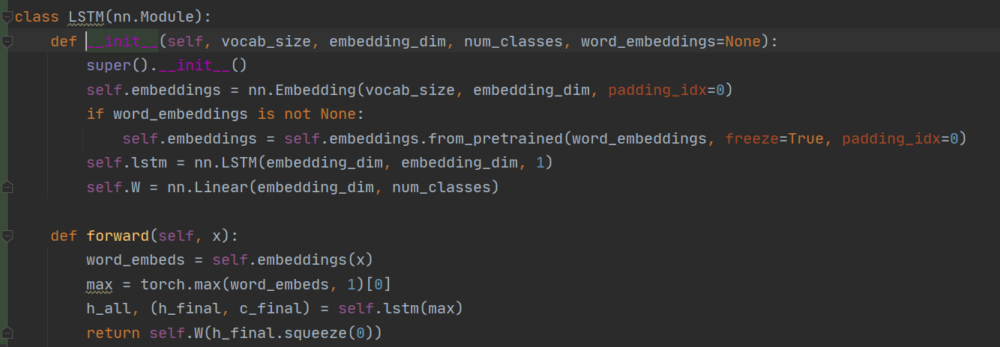 class LSTM(nn.Module):
    def __init__(self, vocab_size, embedding_dim, num_classes, word_embeddings=None):
        super().__init__()
        self.embeddings = nn.Embedding(vocab_size, embedding_dim, padding_idx=0)
        if word_embeddings is not None:
            self.embeddings = self.embeddings.from_pretrained(word_embeddings, freeze=True, padding_idx=0)
        self.lstm = nn.LSTM(embedding_dim, embedding_dim, 1)
        self.W = nn.Linear(embedding_dim, num_classes)
    def forward(self, x):
        word_embeds = self.embeddings(x)
        max = torch.max(word_embeds, 1)[0]
        h_all, (h_final, c_final) = self.lstm(max)
        return self.W(h_final.squeeze(0))